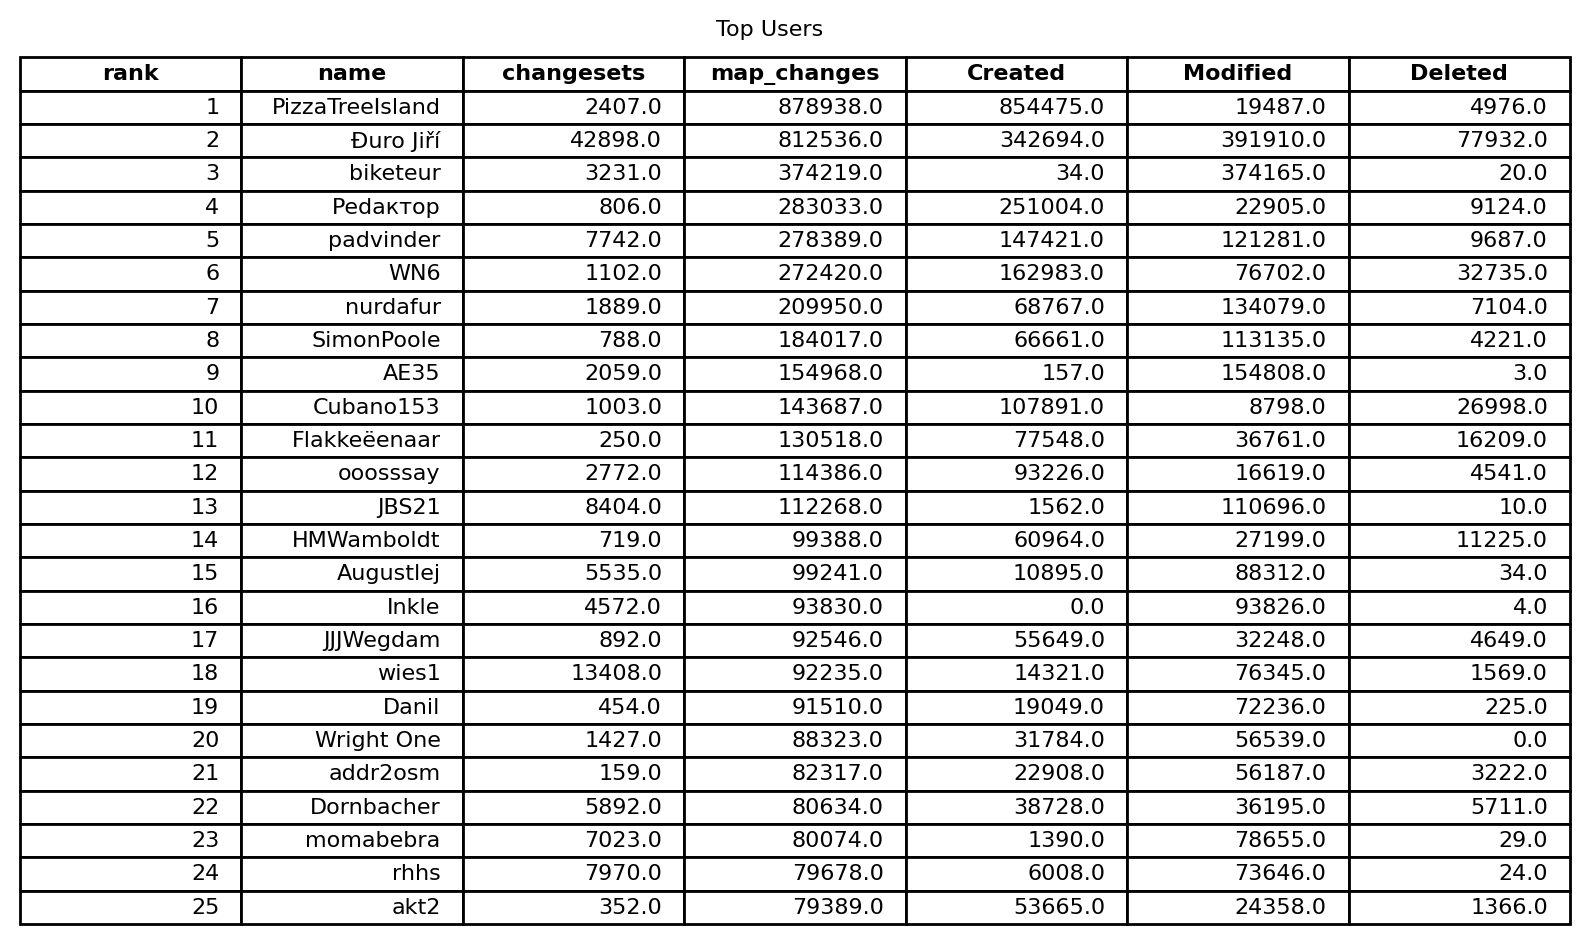 Top Users
rank name changesets map_changes Created Modified Deleted
1 PizzaTreeIsland 2407.0 878938.0 854475.0 19487.0 4976.0
2 Đuro Jiří 42898.0 812536.0 342694.0 391910.0 77932.0
3 biketeur 3231.0 374219.0 34.0 374165.0 20.0
4 Редактор 806.0 283033.0 251004.0 22905.0 9124.0
5 padvinder 7742.0 278389.0 147421.0 121281.0 9687.0
6 WN6 1102.0 272420.0 162983.0 76702.0 32735.0
7 nurdafur 1889.0 209950.0 68767.0 134079.0 7104.0
8 SimonPoole 788.0 184017.0 66661.0 113135.0 4221.0
9 AE35 2059.0 154968.0 157.0 154808.0 3.0
10 Cubano153 1003.0 143687.0 107891.0 8798.0 26998.0
11 Flakkeëenaar 250.0 130518.0 77548.0 36761.0 16209.0
12 ooosssay 2772.0 114386.0 93226.0 16619.0 4541.0
13 JBS21 8404.0 112268.0 1562.0 110696.0 10.0
14 HMWamboldt 719.0 99388.0 60964.0 27199.0 11225.0
15 Augustlej 5535.0 99241.0 10895.0 88312.0 34.0
16 Inkle 4572.0 93830.0 0.0 93826.0 4.0
17 JJJWegdam 892.0 92546.0 55649.0 32248.0 4649.0
18 wies1 13408.0 92235.0 14321.0 76345.0 1569.0
19 Danil 454.0 91510.0 19049.0 72236.0 225.0
20 Wright One 1427.0 88323.0 31784.0 56539.0 0.0
21 addr2osm 159.0 82317.0 22908.0 56187.0 3222.0
22 Dornbacher 5892.0 80634.0 38728.0 36195.0 5711.0
23 momabebra 7023.0 80074.0 1390.0 78655.0 29.0
24 rhhs 7970.0 79678.0 6008.0 73646.0 24.0
25 akt2 352.0 79389.0 53665.0 24358.0 1366.0